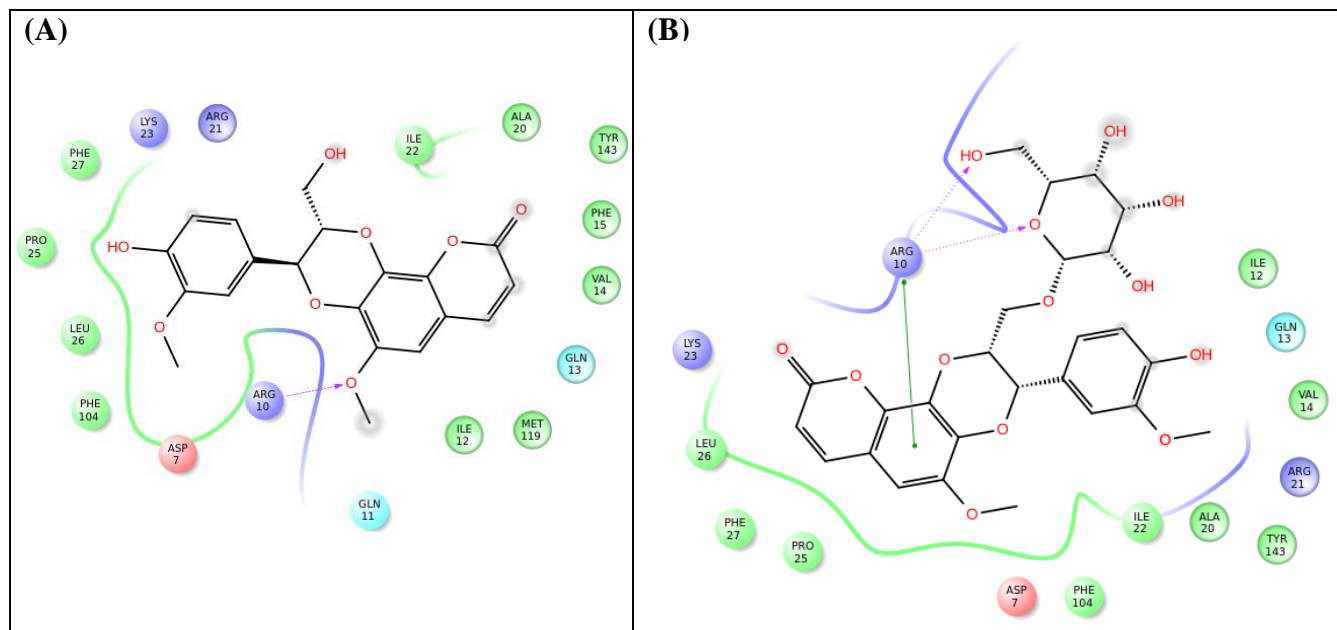 (A)
LYS
23
ARG
21
PHE
27
ILE
22
ALA
20
TYR
143
OH
O
O
O
PHE
15
HO
PRO
25
VAL
14
O
O
LEU
26
GLN
13
O
ARG
10
PHE
104
ILE
12
MET
119
ASP
7
GLN
11
(B)
HO
OH
OH
O
ARG
10
OH
O
ILE
12
GLN
13
LYS
23
O
O
O
OH
VAL
14
O
O
LEU
26
ARG
21
O
PHE
27
PRO
25
ILE
22
ALA
20
TYR
143
ASP
7
PHE
104